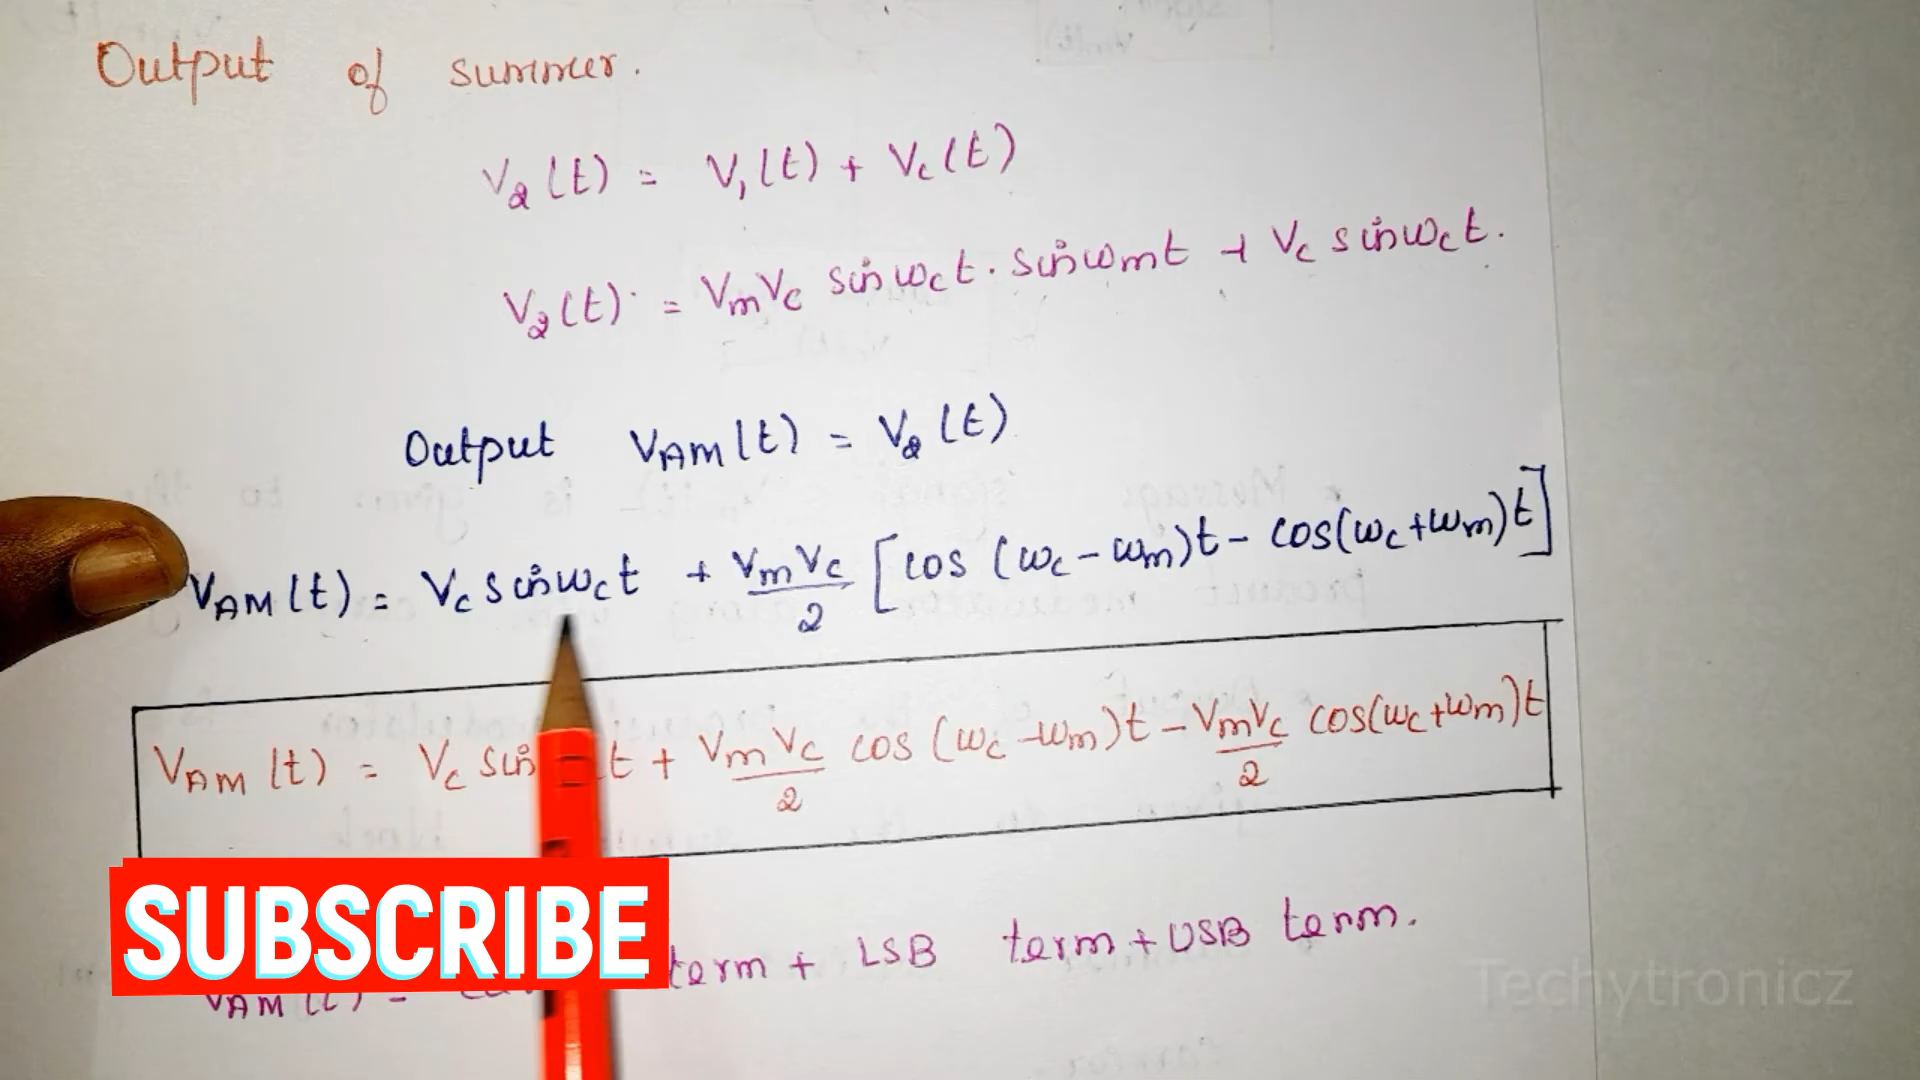 Output of summer.
V2(t) = V1(t) + Vc(t)
V2(t) = VmVc sinωct . sinωmt + Vc sinωct.
Output VAM(t) = V2(t)
VAM(t) = Vc sinωct + VmVc/2 [cos (ωc - ωm)t - cos(ωc+ωm)t]
VAM (t) = Vc sin t + VmVc/2 cos (ωc - ωm)t - VmVc/2 cos(ωc+ωm)t
SUBSCRIBE
VAM (t) = term + LSB term + USB term.
Techytronicz